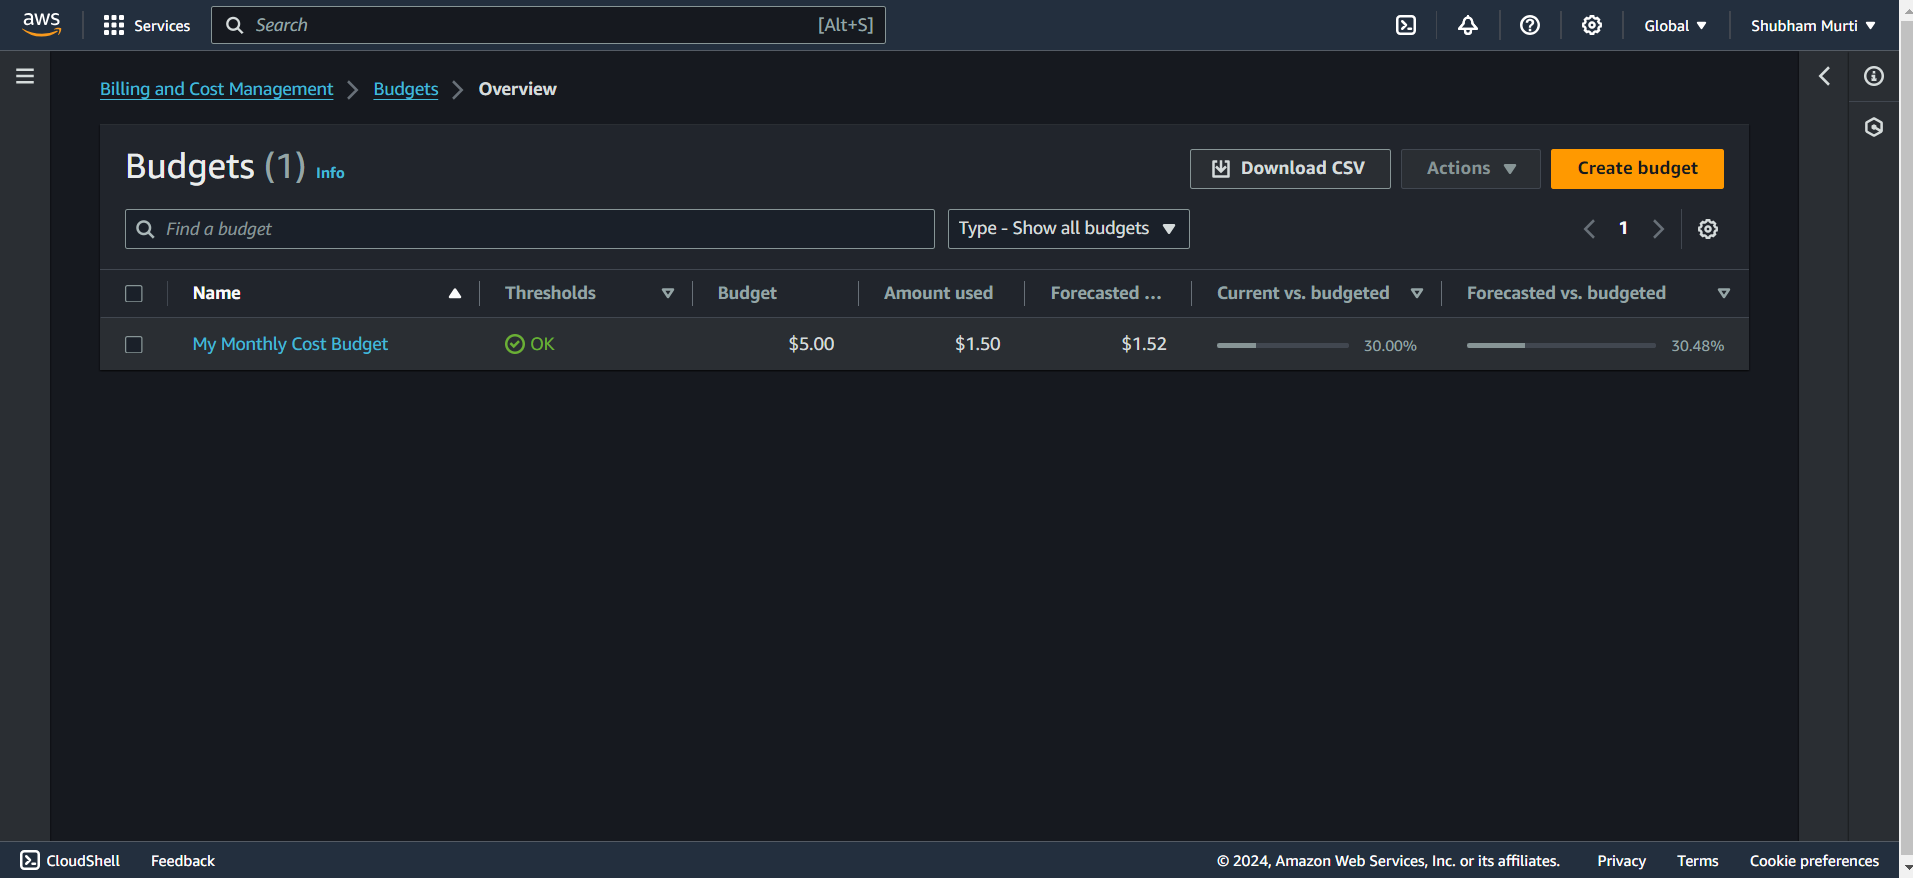 aws Services Search [Alt+S] Global Shubham Murti
Billing and Cost Management Budgets Overview
Budgets (1) Info Download CSV Actions Create budget
Find a budget Type - Show all budgets 1
Name Thresholds Budget Amount used Forecasted ... Current vs. budgeted Forecasted vs. budgeted
My Monthly Cost Budget OK $5.00 $1.50 $1.52 30.00% 30.48%
CloudShell Feedback © 2024, Amazon Web Services, Inc. or its affiliates. Privacy Terms Cookie preferences